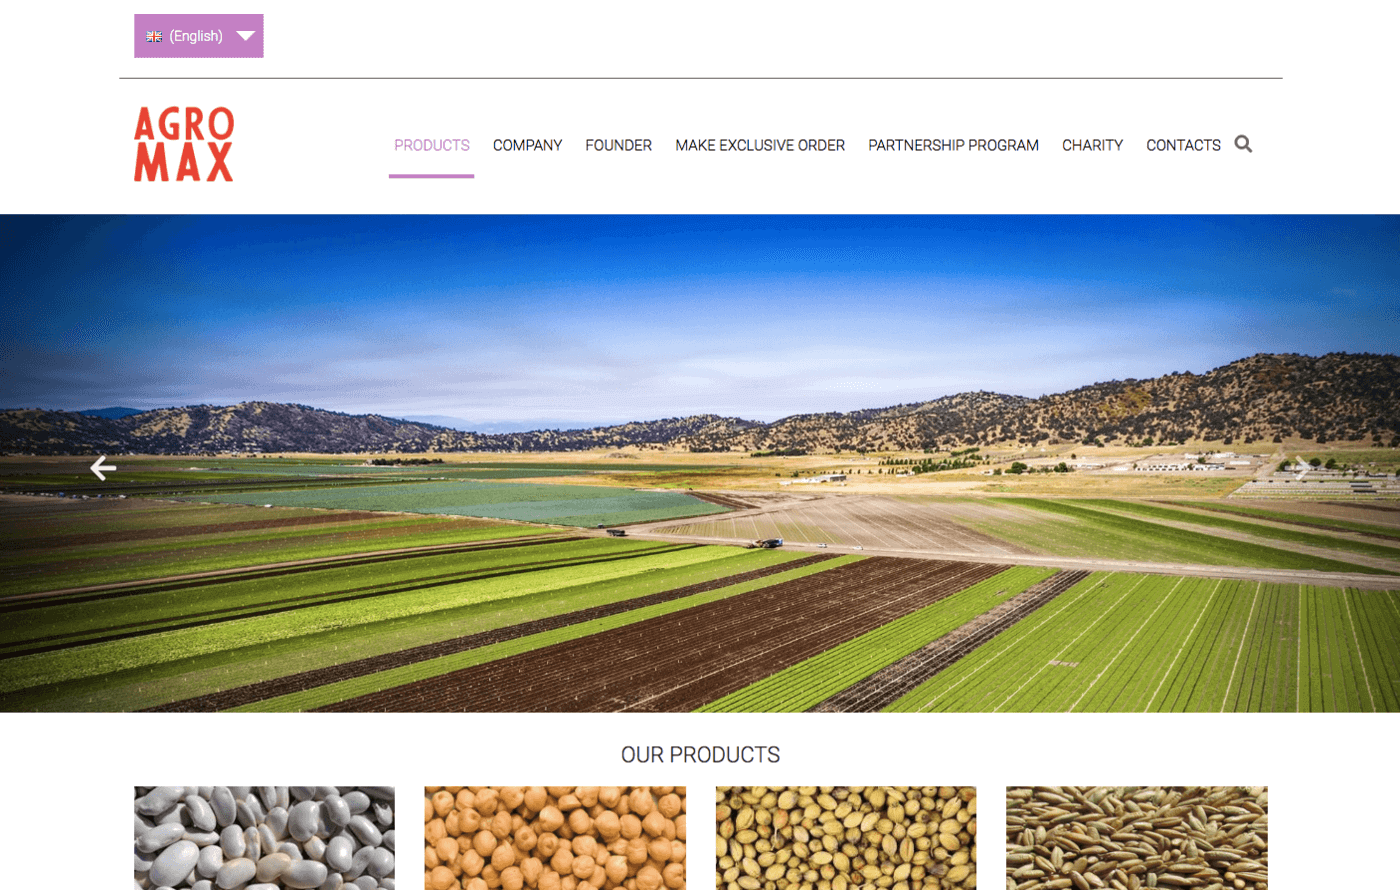 (English)
AGRO
MAX
PRODUCTS COMPANY FOUNDER MAKE EXCLUSIVE ORDER PARTNERSHIP PROGRAM CHARITY CONTACTS
OUR PRODUCTS